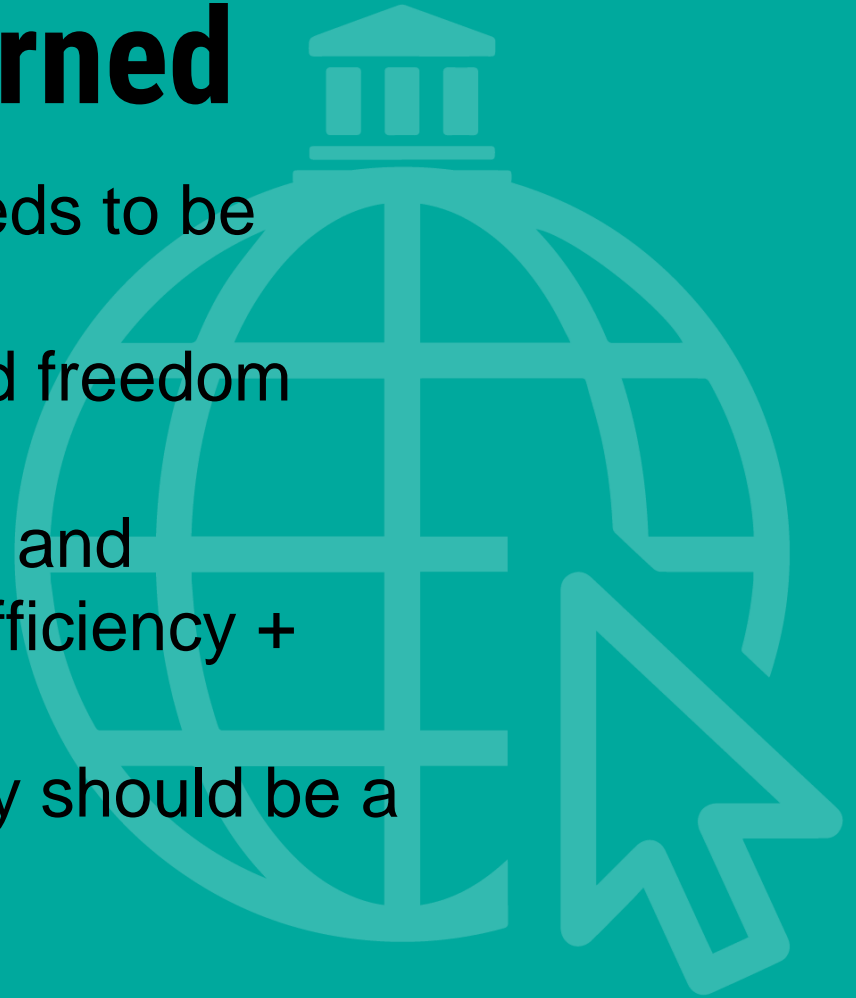 rned
eds to be
d freedom
and
fficiency +
y should be a